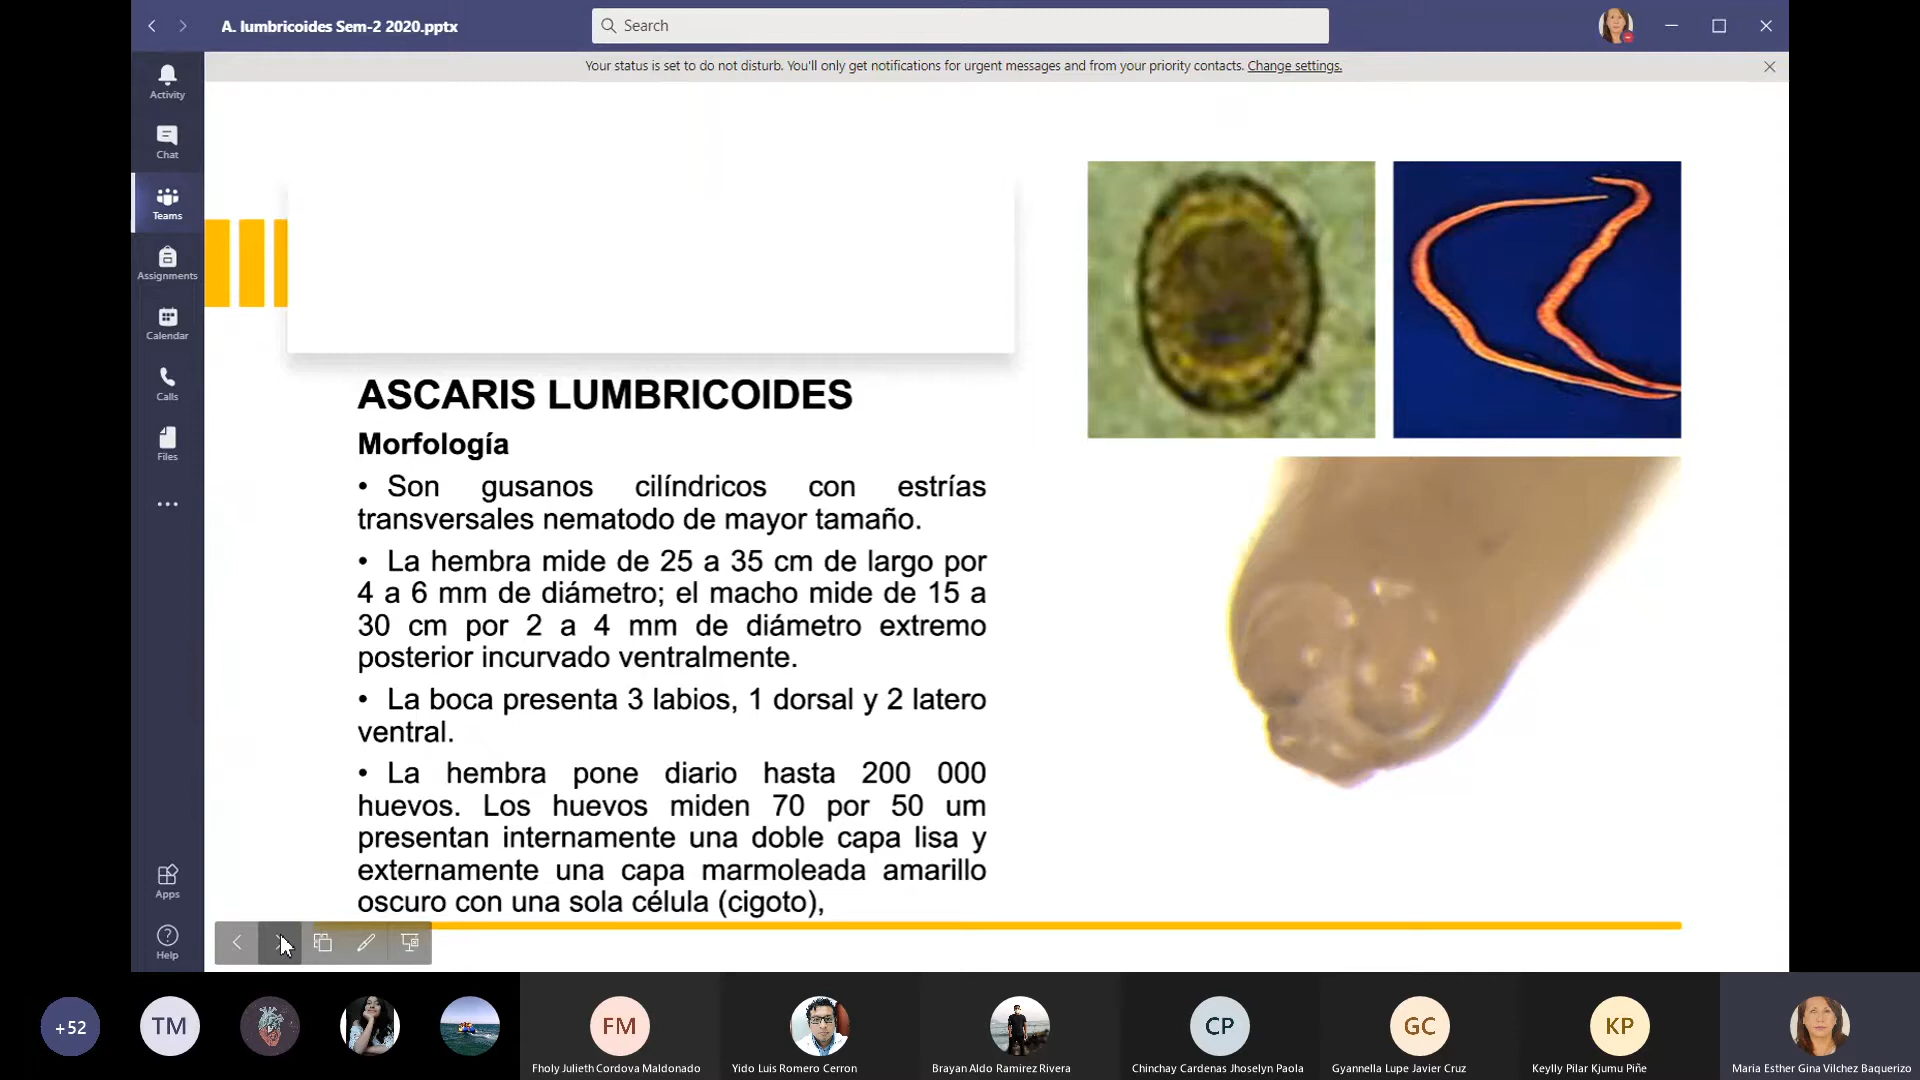 A. lumbricoides Sem-2 2020.pptx
Search
Your status is set to do not disturb. You'll only get notifications for urgent messages and from your priority contacts. Change settings.
Activity
Chat
Teams
Assignments
Calendar
Calls
Files
Apps
Help
ASCARIS LUMBRICOIDES
Morfología
• Son gusanos cilíndricos con estrías
transversales nematodo de mayor tamaño.
• La hembra mide de 25 a 35 cm de largo por
4 a 6 mm de diámetro; el macho mide de 15 a
30 cm por 2 a 4 mm de diámetro extremo
posterior incurvado ventralmente.
• La boca presenta 3 labios, 1 dorsal y 2 latero
ventral.
• La hembra pone diario hasta 200 000
huevos. Los huevos miden 70 por 50 um
presentan internamente una doble capa lisa y
externamente una capa marmoleada amarillo
oscuro con una sola célula (cigoto),
+52
TM
FM
CP
GC
KP
Fholy Julieth Cordova Maldonado
Yido Luis Romero Cerron
Brayan Aldo Ramirez Rivera
Chinchay Cardenas Jhoselyn Paola
Gyannella Lupe Javier Cruz
Keylly Pilar Kjumu Piñe
Maria Esther Gina Vilchez Baquerizo